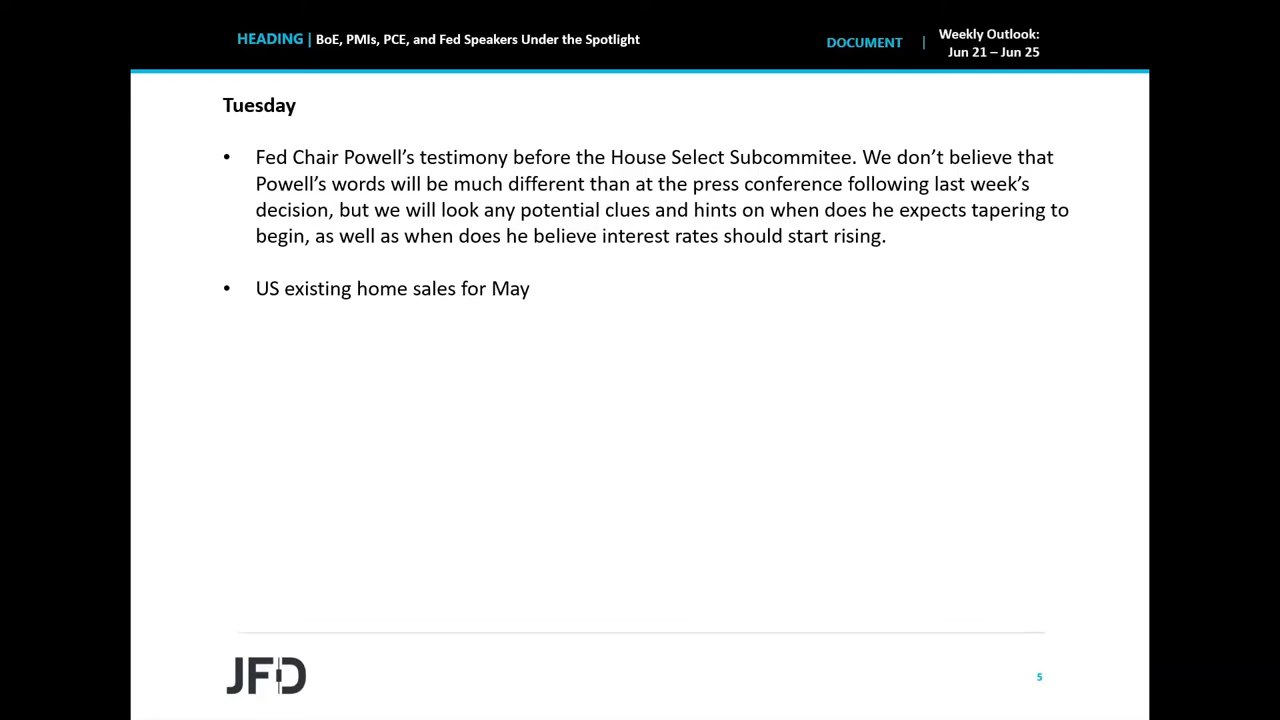 HEADING | BoE, PMIs, PCE, and Fed Speakers Under the Spotlight
DOCUMENT | Weekly Outlook:
Jun 21 – Jun 25
Tuesday
• Fed Chair Powell’s testimony before the House Select Subcommitee. We don’t believe that
Powell’s words will be much different than at the press conference following last week’s
decision, but we will look any potential clues and hints on when does he expects tapering to
begin, as well as when does he believe interest rates should start rising.
• US existing home sales for May
JFD
5